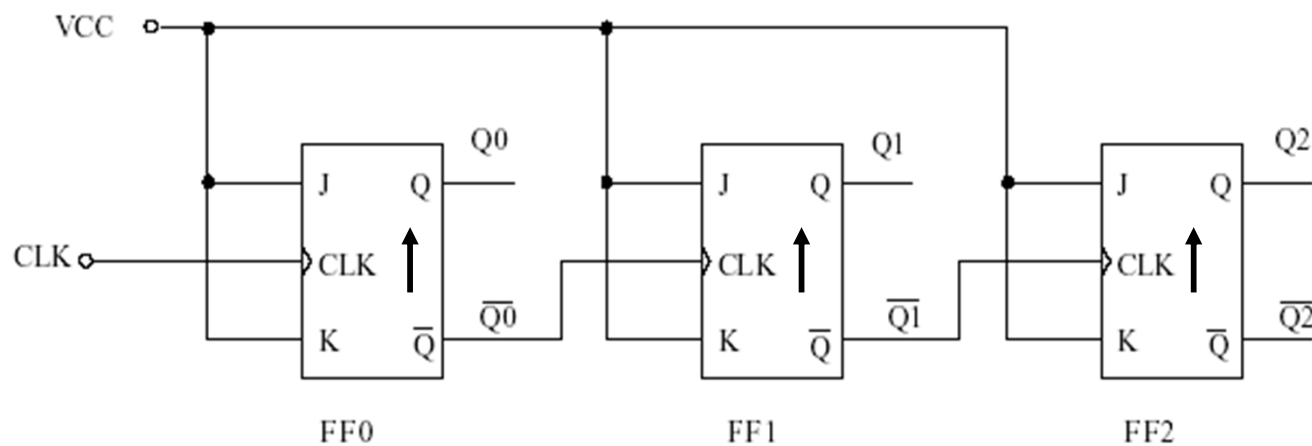 VCC
Q0
Q1
Q2
J Q
J Q
J Q
CLK
CLK
CLK
CLK
Q̅0̅
Q̅1̅
Q̅2̅
K Q̅
K Q̅
K Q̅
FF0
FF1
FF2